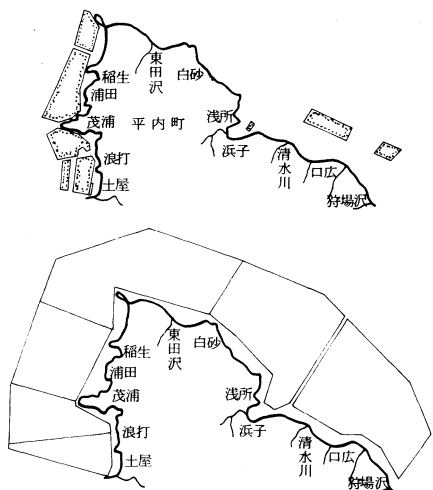 東田沢
白砂
稲生
浦田
茂浦
平内町
浅所
浜子
清水川
口広
狩場沢
浪打
土屋
東田沢
白砂
稲生
浦田
茂浦
浅所
浜子
清水川
口広
狩場沢
浪打
土屋